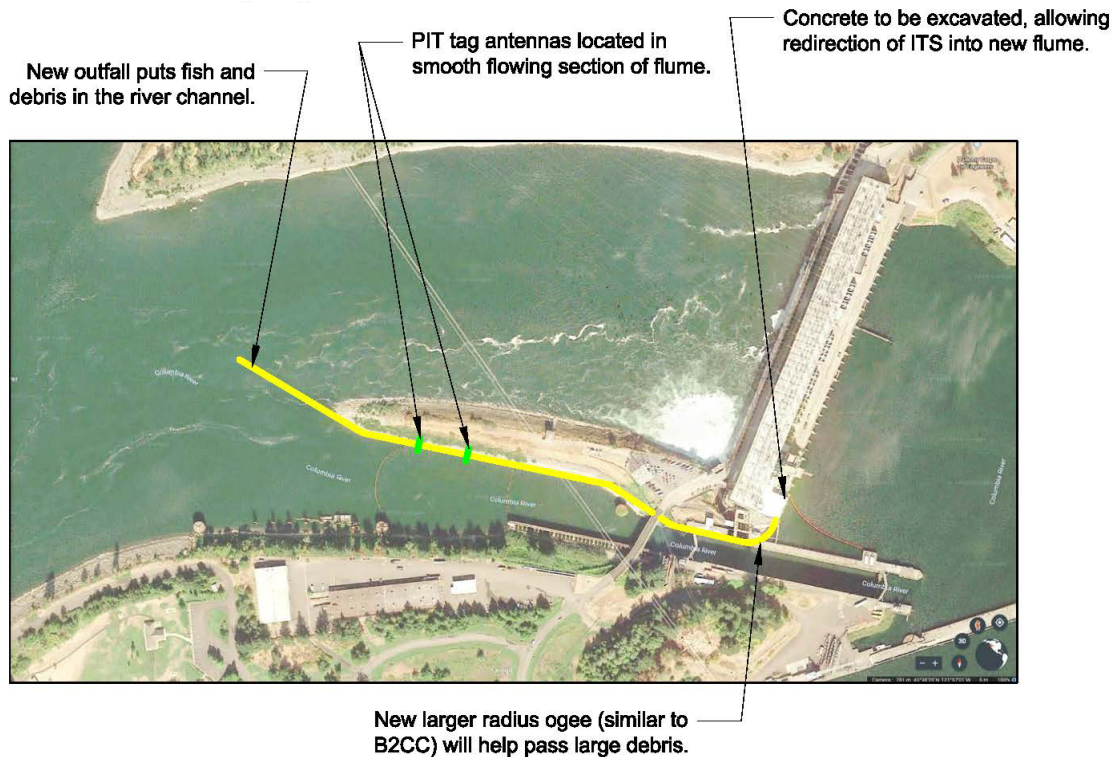 Concrete to be excavated, allowing
redirection of ITS into new flume.
PIT tag antennas located in
smooth flowing section of flume.
New outfall puts fish and
debris in the river channel.
Columbia River
Columbia River
Columbia River
Columbia River
Columbia River
Columbia River
3D
New larger radius ogee (similar to
B2CC) will help pass large debris.